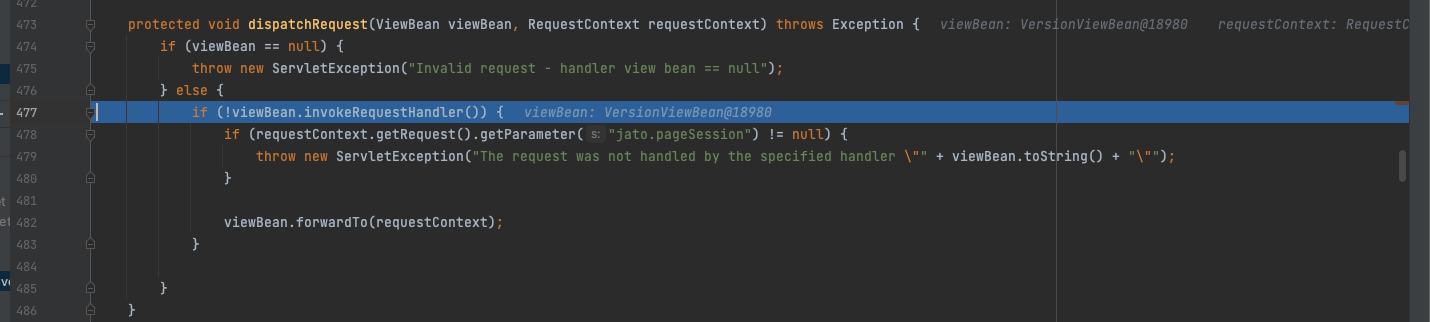 472
473 protected void dispatchRequest(ViewBean viewBean, RequestContext requestContext) throws Exception { viewBean: VersionViewBean@18980 requestContext: RequestC
474 if (viewBean == null) {
475 throw new ServletException("Invalid request - handler view bean == null");
476 } else {
477 if (!viewBean.invokeRequestHandler()) { viewBean: VersionViewBean@18980
478 if (requestContext.getRequest().getParameter( s: "jato.pageSession") != null) {
479 throw new ServletException("The request was not handled by the specified handler \"" + viewBean.toString() + "\"");
480 }
481
et
482 viewBean.forwardTo(requestContext);
et
483 }
484
ve
485 }
486 }